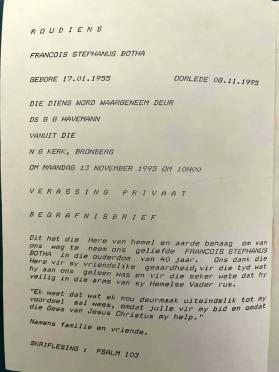 R O U D I E N S
FRANCOIS STEPHANUS BOTHA
GEBORE 17.01.1955 OORLEDE 08.11.1995
DIE DIENS WORD WAARGENEEM DEUR
DS G G HAVEMANN
VANUIT DIE
N G KERK, BRONBERG
OM MAANDAG 13 NOVEMBER 1995 OM 10H00
V E R A S S I N G P R I V A A T
B E G R A F N I S B R I E F
Dit het die Here van hemel en aarde behaag om van
ons weg te neem ons geliefde FRANCOIS STEPHANUS
BOTHA in die ouderdom van 40 jaar. Ons dank die
Here vir sy vriendelike geaardheid, vir die tyd wat
hy aan ons geleen was en vir die seker wete dat hy
veilig in die arms van sy Hemelse Vader rus.
"Ek weet dat wat ek nou deurmaak uiteindelik tot my
voordeel sal wees, omdat julle vir my bid en omdat
die Gees van Jesus Christus my help."
Namens familie en vriende.
SKRIFLESING : PSALM 103